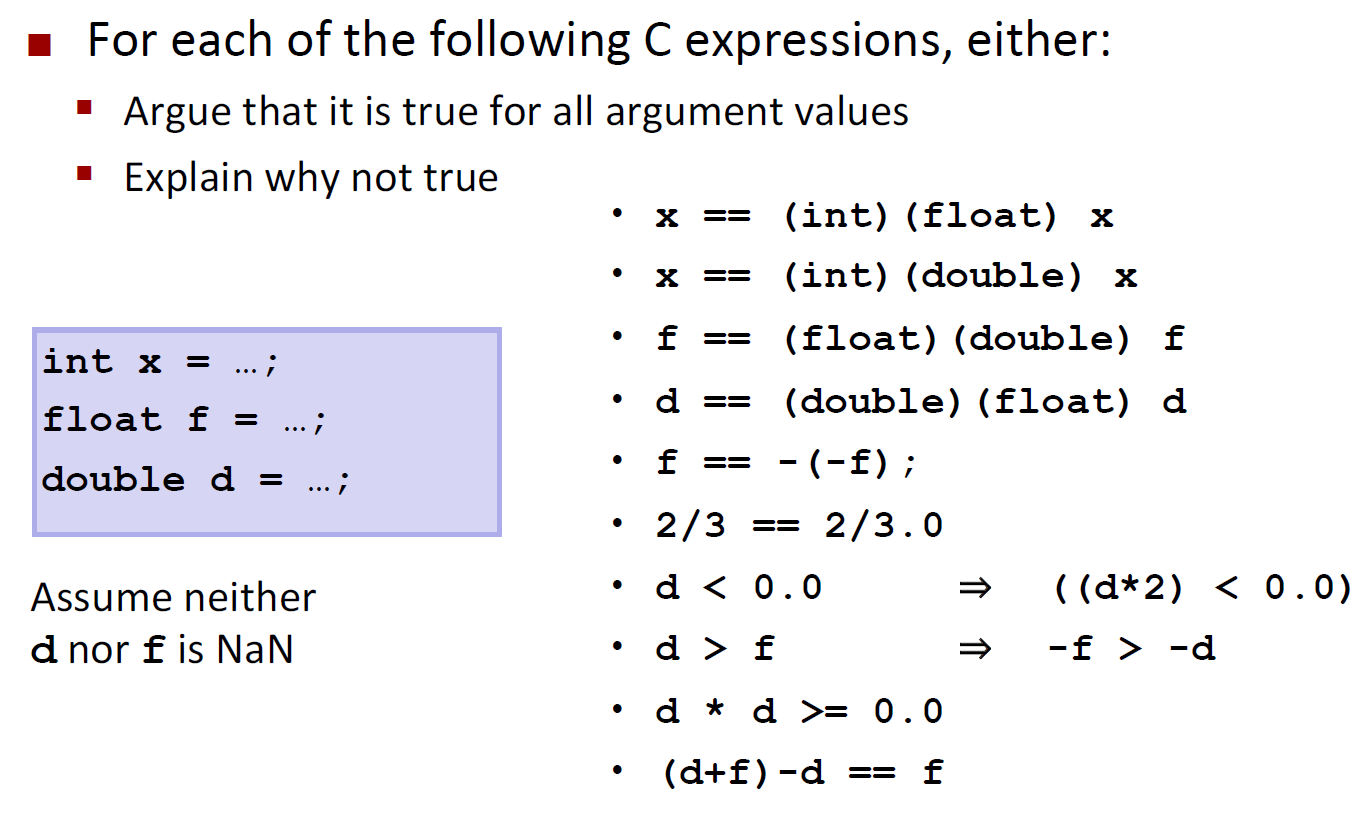 For each of the following C expressions, either:
Argue that it is true for all argument values
Explain why not true
• x == (int)(float) x
• x == (int)(double) x
• f == (float)(double) f
• d == (double)(float) d
• f == -(-f);
• 2/3 == 2/3.0
• d < 0.0 ⇒ ((d*2) < 0.0)
• d > f ⇒ -f > -d
• d * d >= 0.0
• (d+f)-d == f
int x = …;
float f = …;
double d = …;
Assume neither
d nor f is NaN